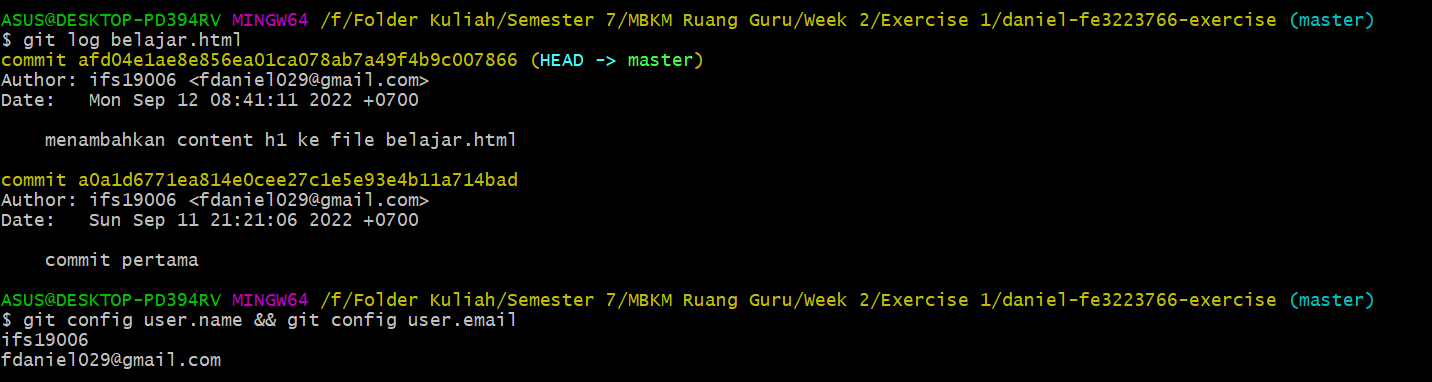 ASUS@DESKTOP-PD394RV MINGW64 /f/Folder Kuliah/Semester 7/MBKM Ruang Guru/Week 2/Exercise 1/daniel-fe3223766-exercise (master)
$ git log belajar.html
commit afd04e1ae8e856ea01ca078ab7a49f4b9c007866 (HEAD -> master)
Author: ifs19006 <fdaniel029@gmail.com>
Date:   Mon Sep 12 08:41:11 2022 +0700
    menambahkan content h1 ke file belajar.html
commit a0a1d6771ea814e0cee27c1e5e93e4b11a714bad
Author: ifs19006 <fdaniel029@gmail.com>
Date:   Sun Sep 11 21:21:06 2022 +0700
    commit pertama
ASUS@DESKTOP-PD394RV MINGW64 /f/Folder Kuliah/Semester 7/MBKM Ruang Guru/Week 2/Exercise 1/daniel-fe3223766-exercise (master)
$ git config user.name && git config user.email
ifs19006
fdaniel029@gmail.com